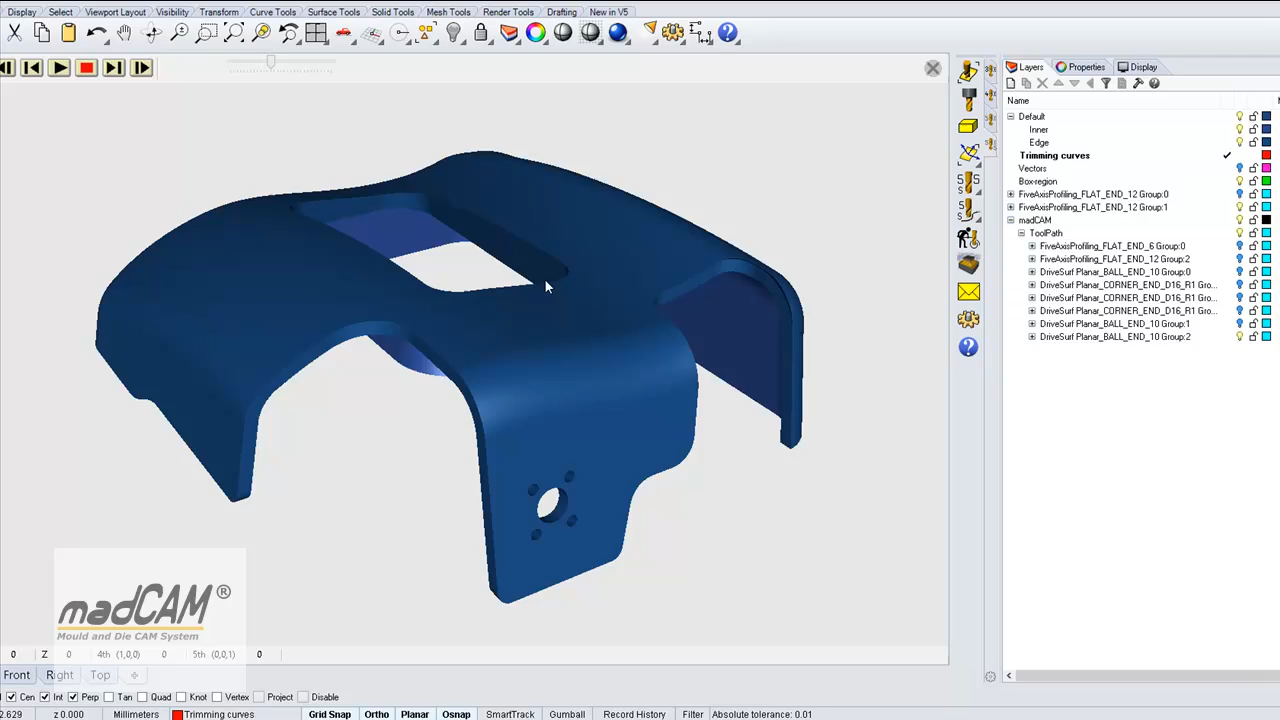 Display Select Viewport Layout Visibility Transform Curve Tools Surface Tools Solid Tools Mesh Tools Render Tools Drafting New in V5
Layers Properties Display
Name
Default
Inner
Edge
Trimming curves
Vectors
Box-region
FiveAxisProfiling_FLAT_END_12 Group:0
FiveAxisProfiling_FLAT_END_12 Group:1
madCAM
ToolPath
FiveAxisProfiling_FLAT_END_6 Group:0
FiveAxisProfiling_FLAT_END_12 Group:2
DriveSurf Planar_BALL_END_10 Group:0
DriveSurf Planar_CORNER_END_D16_R1 Gro...
DriveSurf Planar_CORNER_END_D16_R1 Gro...
DriveSurf Planar_CORNER_END_D16_R1 Gro...
DriveSurf Planar_BALL_END_10 Group:1
DriveSurf Planar_BALL_END_10 Group:2
madCAM®
Mould and Die CAM System
0 Z 0 4th (1,0,0) 0 5th (0,0,1) 0
Front Right Top
Cen Int Perp Tan Quad Knot Vertex Project Disable
2.629 z 0.000 Millimeters Trimming curves Grid Snap Ortho Planar Osnap SmartTrack Gumball Record History Filter Absolute tolerance: 0.01